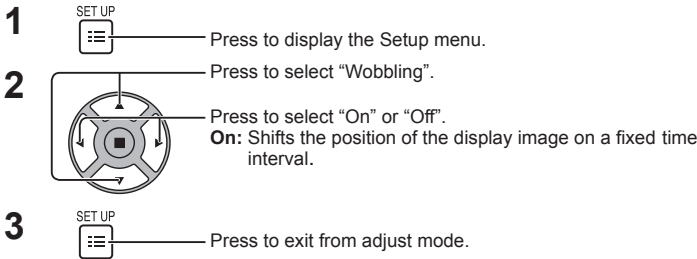 1
SET UP
Press to display the Setup menu.
2
Press to select “Wobbling”.
Press to select “On” or “Off”.
On: Shifts the position of the display image on a fixed time
interval.
3
SET UP
Press to exit from adjust mode.